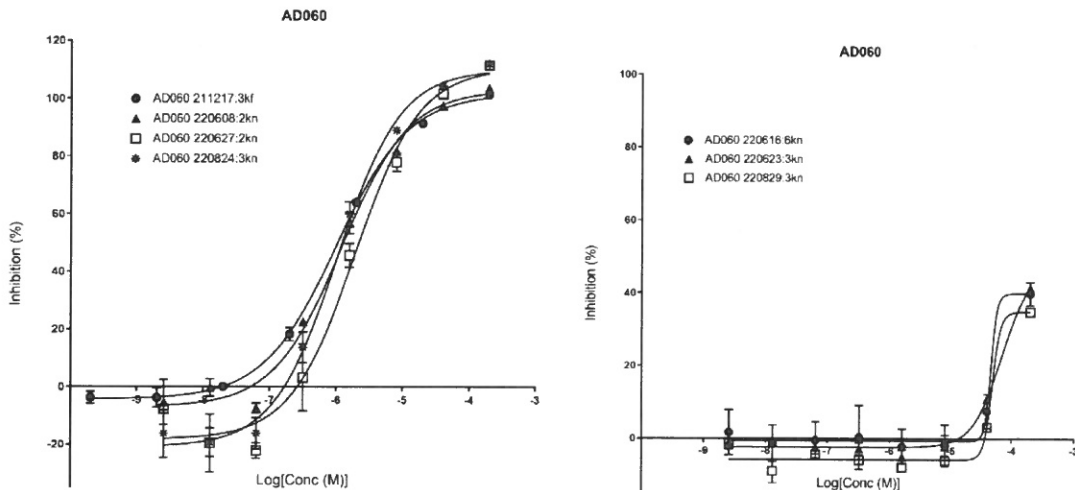 AD060
120
100
80
60
40
20
0
-20
Inhibition (%)
AD060 211217:3kf
AD060 220608:2kn
AD060 220627:2kn
AD060 220824:3kn
-9
-7
-6
-5
-4
-3
Log[Conc (M)]
AD060
100
80
60
40
20
0
Inhibition (%)
AD060 220616:6kn
AD060 220623:3kn
AD060 220829:3kn
-9
-8
-7
-6
-5
-4
Log[Conc (M)]